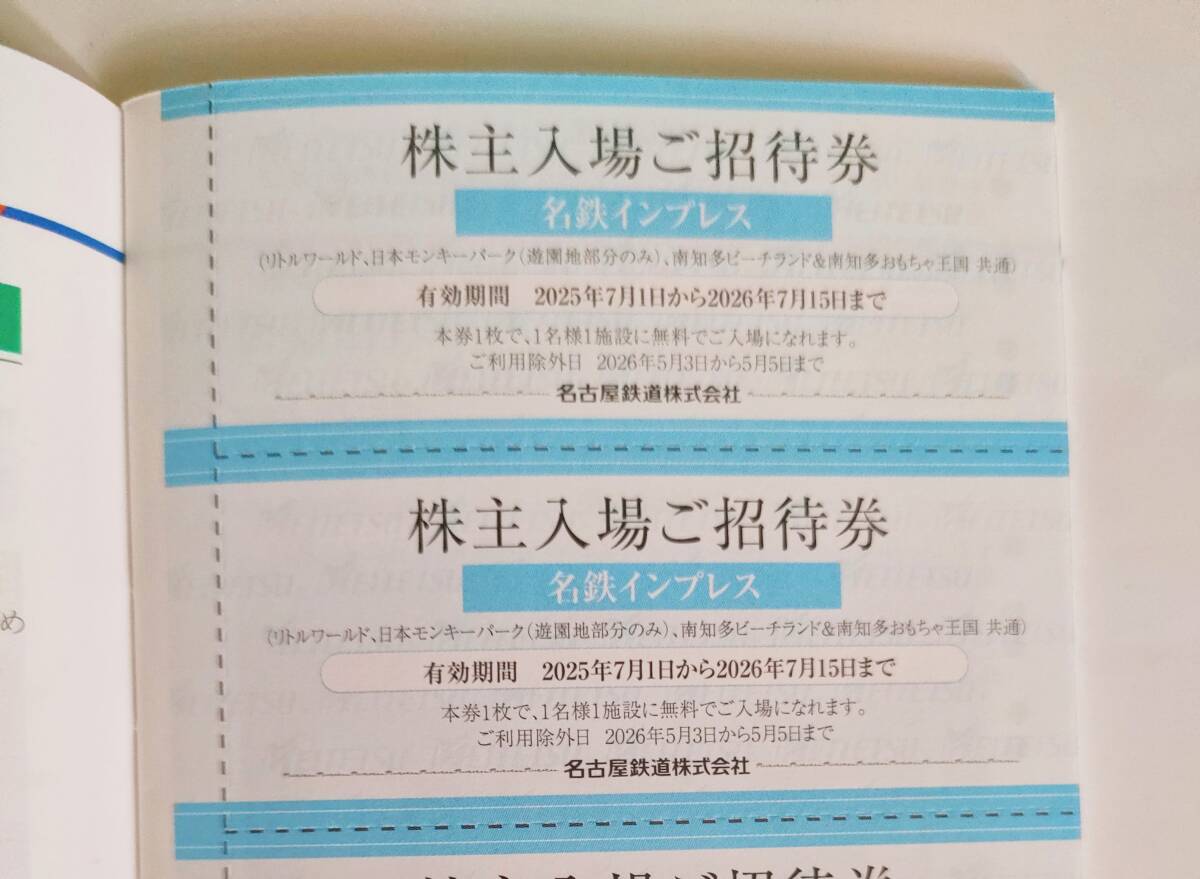 株主入場ご招待券
名鉄インプレス
(リトルワールド、日本モンキーパーク(遊園地部分のみ)、南知多ビーチランド&南知多おもちゃ王国 共通)
有効期間 2025年7月1日から2026年7月15日まで
本券1枚で、1名様1施設に無料でご入場になれます。
ご利用除外日 2026年5月3日から5月5日まで
名古屋鉄道株式会社
株主入場ご招待券
名鉄インプレス
(リトルワールド、日本モンキーパーク(遊園地部分のみ)、南知多ビーチランド&南知多おもちゃ王国 共通)
有効期間 2025年7月1日から2026年7月15日まで
本券1枚で、1名様1施設に無料でご入場になれます。
ご利用除外日 2026年5月3日から5月5日まで
名古屋鉄道株式会社
め